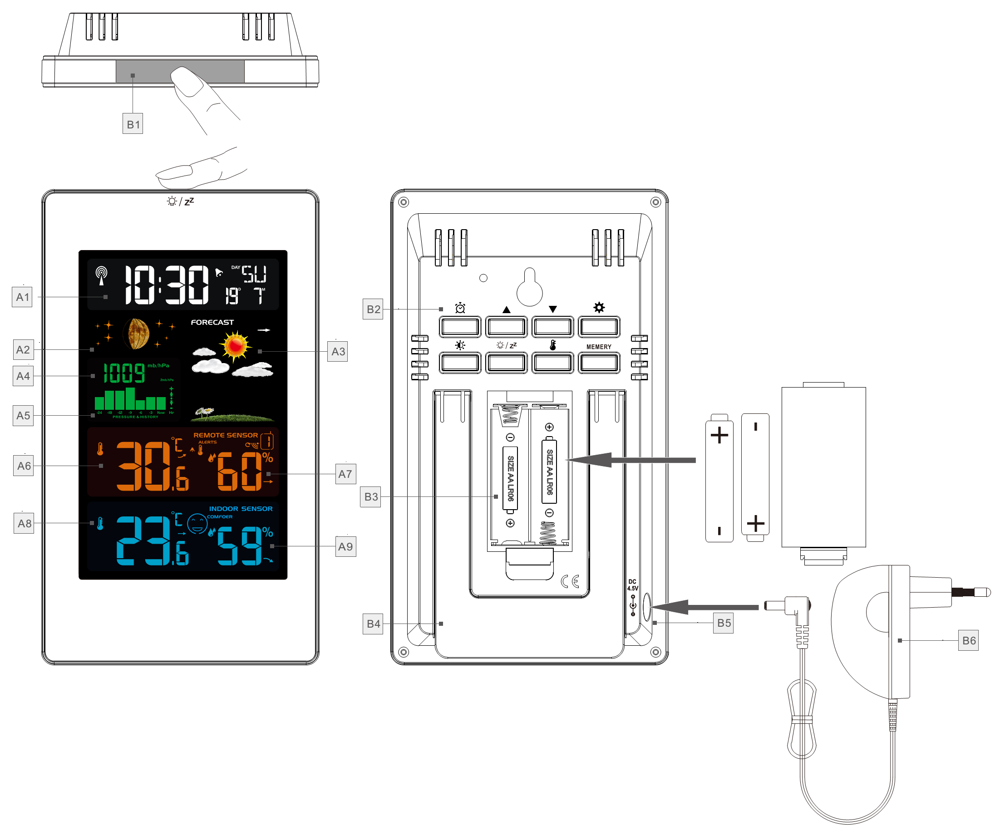 B1
/ zZ
A1
10:30
DAY SU
19 D 7 M
A2
FORECAST
A3
A4
1009 mb/hPa
2mb/hPa
+
-
A5
-24 -18 -12 -9 -6 -3 Now Hr
PRESSURE & HISTORY
REMOTE SENSOR 1
ALERTS
A6
30.6 °C
60 %
A7
INDOOR SENSOR
COMFOER
A8
23.6 °C
59 %
A9
B2
/ zZ
MEMERY
B3
+
-
SIZE AA LR06
SIZE AA LR06
-
+
CE
DC
4.5V
B4
B5
+ -
- +
B6